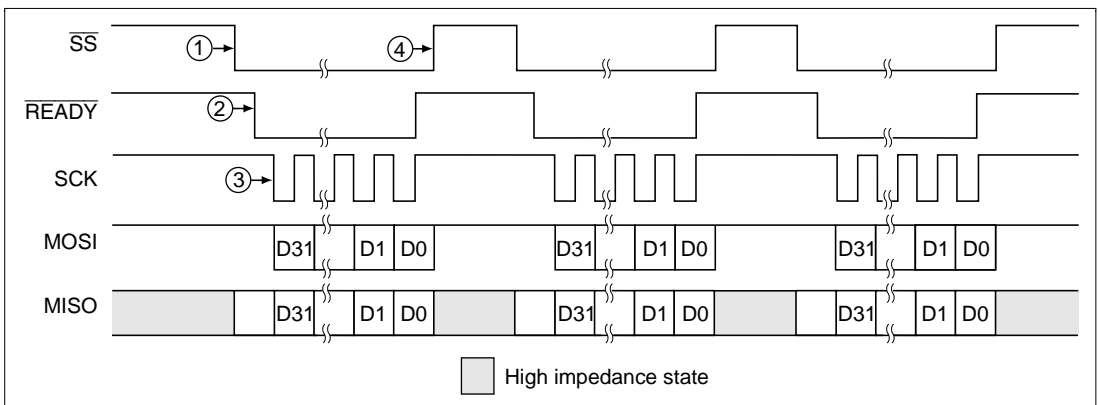 SS ① ④
READY ②
SCK ③
MOSI D31 D1 D0 D31 D1 D0 D31 D1 D0
MISO D31 D1 D0 D31 D1 D0 D31 D1 D0
High impedance state